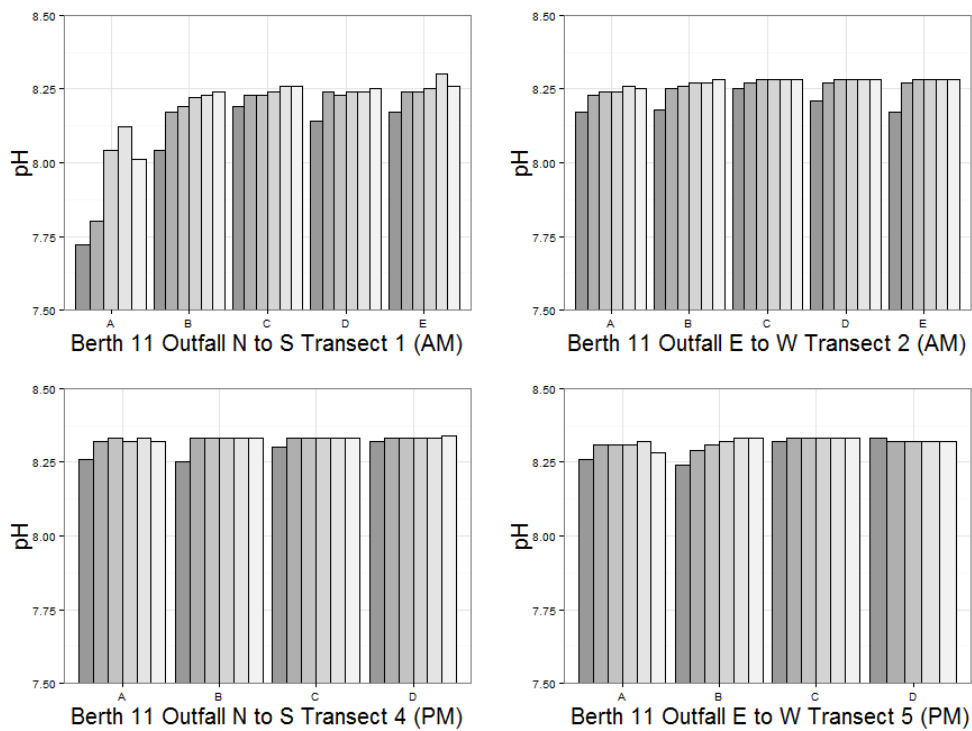 8.50
8.25
8.00
7.75
7.50
pH
A B C D E
Berth 11 Outfall N to S Transect 1 (AM)
8.50
8.25
8.00
7.75
7.50
pH
A B C D E
Berth 11 Outfall E to W Transect 2 (AM)
8.50
8.25
8.00
7.75
7.50
pH
A B C D
Berth 11 Outfall N to S Transect 4 (PM)
8.50
8.25
8.00
7.75
7.50
pH
A B C D
Berth 11 Outfall E to W Transect 5 (PM)